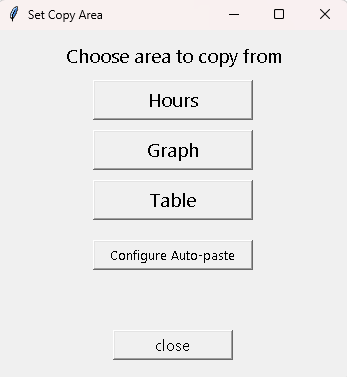 Set Copy Area
Choose area to copy from
Hours
Graph
Table
Configure Auto-paste
close